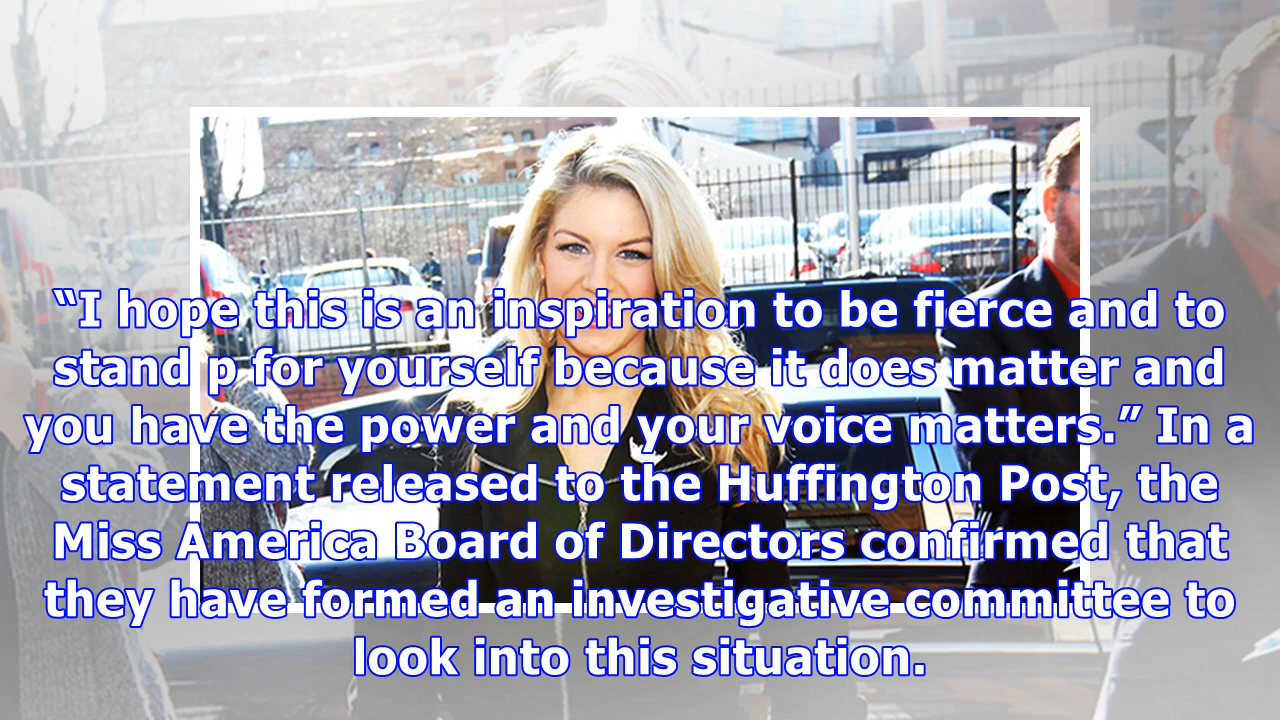 “I hope this is an inspiration to be fierce and to
stand p for yourself because it does matter and
you have the power and your voice matters.” In a
statement released to the Huffington Post, the
Miss America Board of Directors confirmed that
they have formed an investigative committee to
look into this situation.